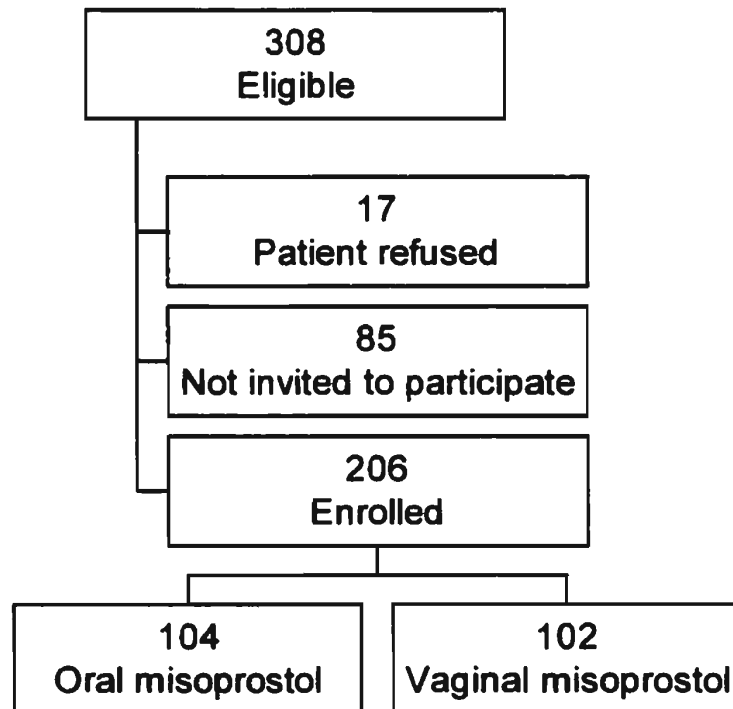 308
Eligible
17
Patient refused
85
Not invited to participate
206
Enrolled
104
Oral misoprostol
102
Vaginal misoprostol